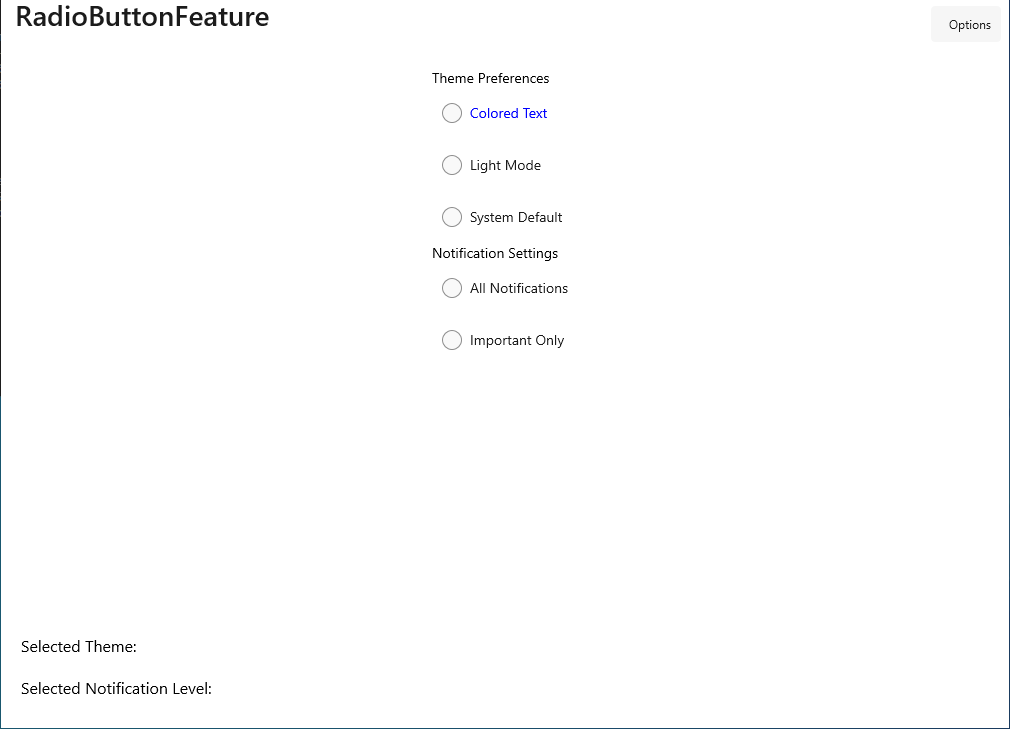 RadioButtonFeature
Options
Theme Preferences
Colored Text
Light Mode
System Default
Notification Settings
All Notifications
Important Only
Selected Theme:
Selected Notification Level: